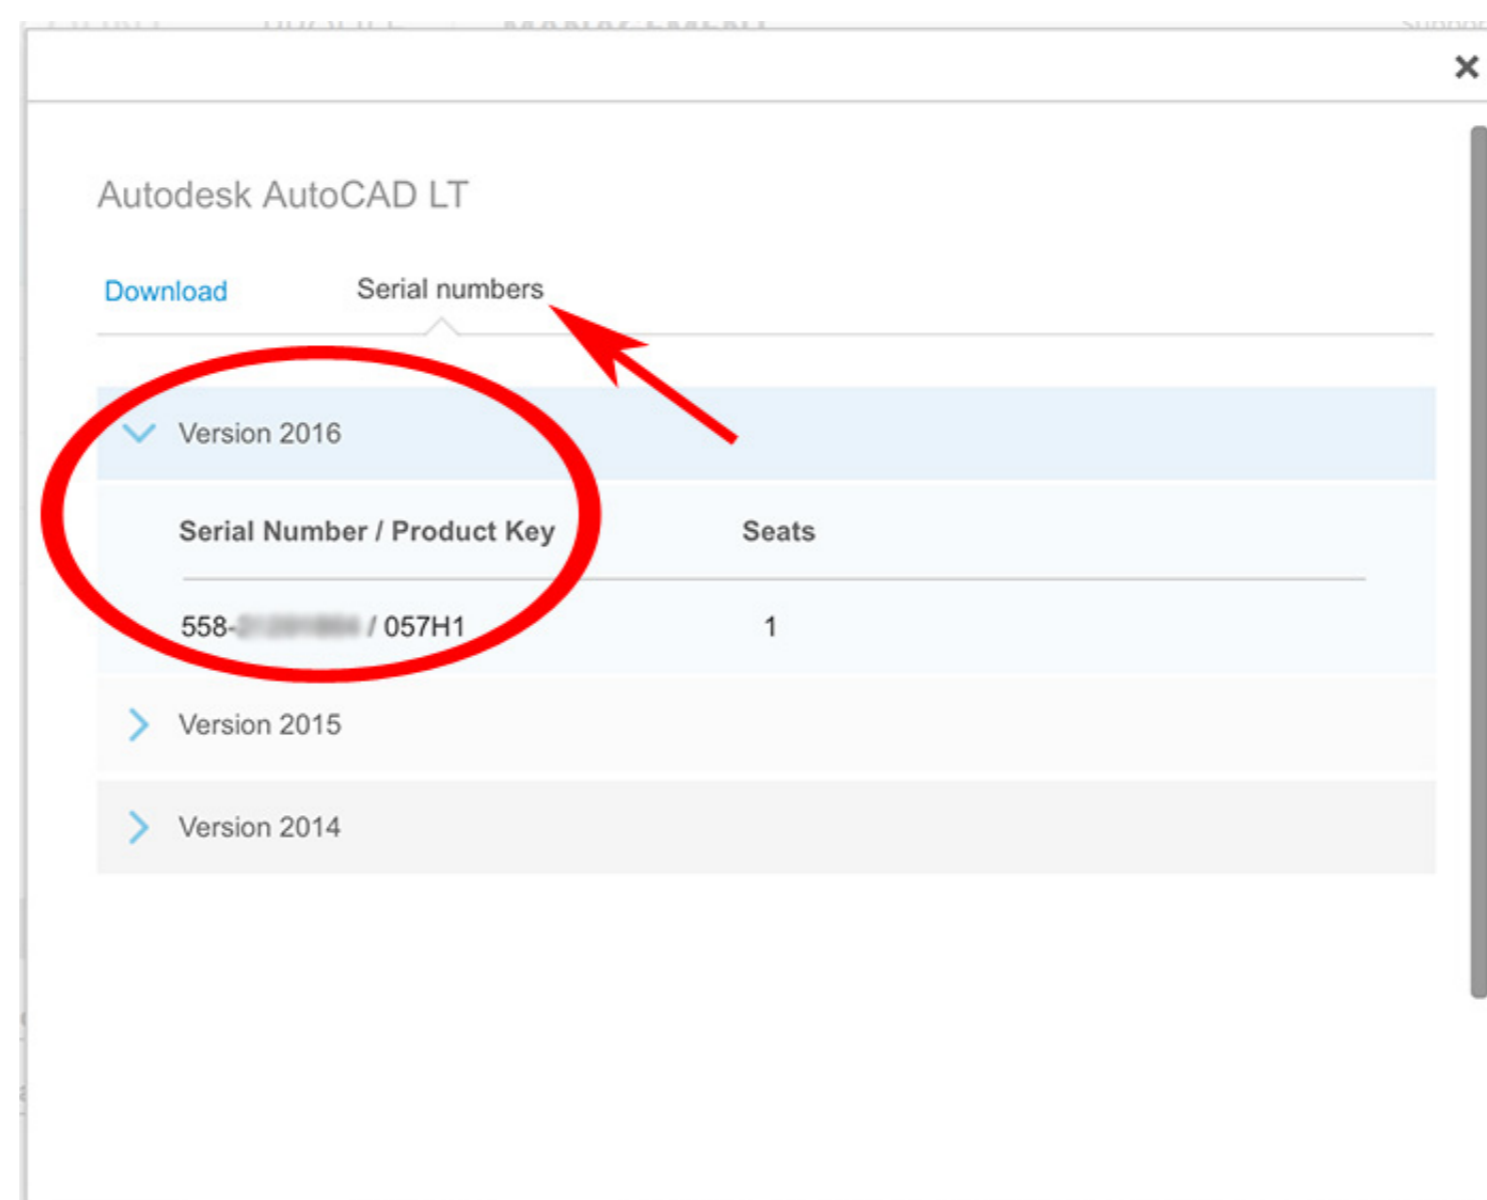 MANAGEMENT
Autodesk AutoCAD LT
Download Serial numbers
Version 2016
Serial Number / Product Key Seats
558- / 057H1 1
Version 2015
Version 2014